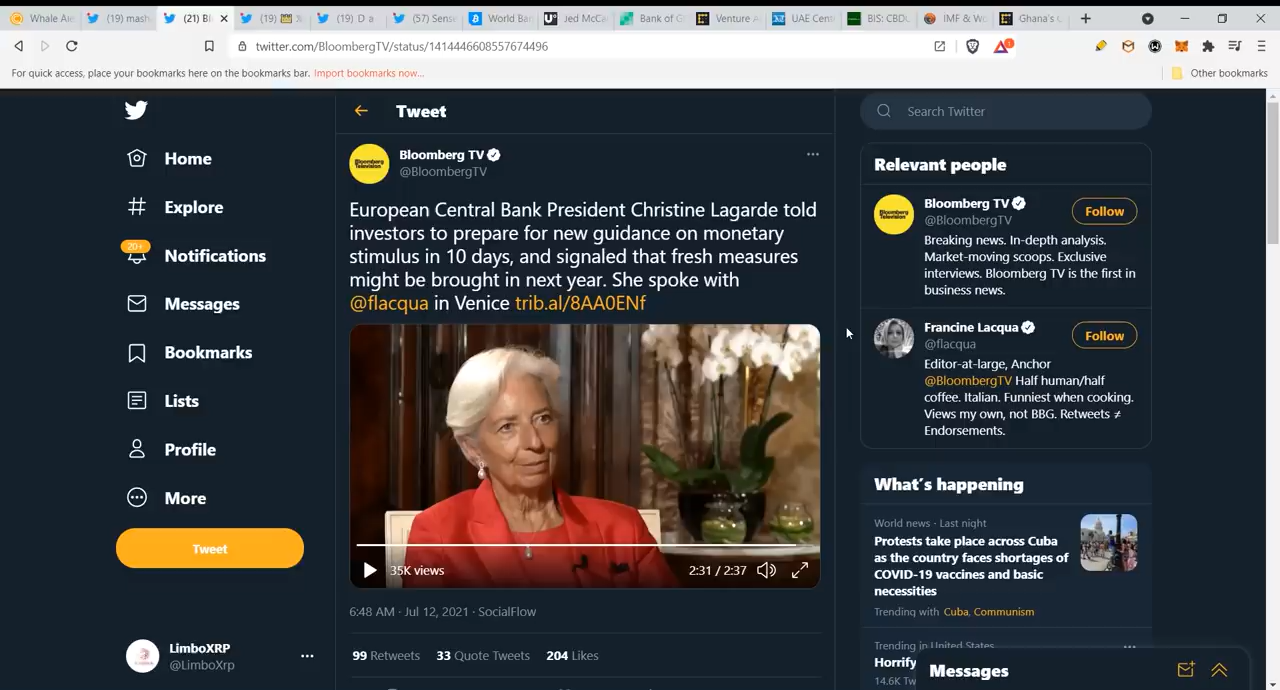 Whale Ale
(19) mash
(21) Bl
(19)
(19) D a
(57) Sense
World Ban
Jed McCa
Bank of G
Venture A
UAE Cent
BIS: CBDC
IMF & Wo
Ghana's C
twitter.com/BloombergTV/status/1414446608557674496
For quick access, place your bookmarks here on the bookmarks bar. Import bookmarks now...
Other bookmarks
Home
Explore
20+
Notifications
Messages
Bookmarks
Lists
Profile
More
Tweet
LimboXRP
@LimboXrp
Tweet
Bloomberg TV
@BloombergTV
European Central Bank President Christine Lagarde told
investors to prepare for new guidance on monetary
stimulus in 10 days, and signaled that fresh measures
might be brought in next year. She spoke with
@flacqua in Venice trib.al/8AA0ENf
35K views
2:31 / 2:37
6:48 AM · Jul 12, 2021 · SocialFlow
99 Retweets 33 Quote Tweets 204 Likes
Search Twitter
Relevant people
Bloomberg TV
@BloombergTV
Follow
Breaking news. In-depth analysis.
Market-moving scoops. Exclusive
interviews. Bloomberg TV is the first in
business news.
Francine Lacqua
@flacqua
Follow
Editor-at-large, Anchor
@BloombergTV Half human/half
coffee. Italian. Funniest when cooking.
Views my own, not BBG. Retweets ≠
Endorsements.
What's happening
World news · Last night
Protests take place across Cuba
as the country faces shortages of
COVID-19 vaccines and basic
necessities
Trending with Cuba, Communism
Trending in United States
Horrify
14.6K Tw
Messages